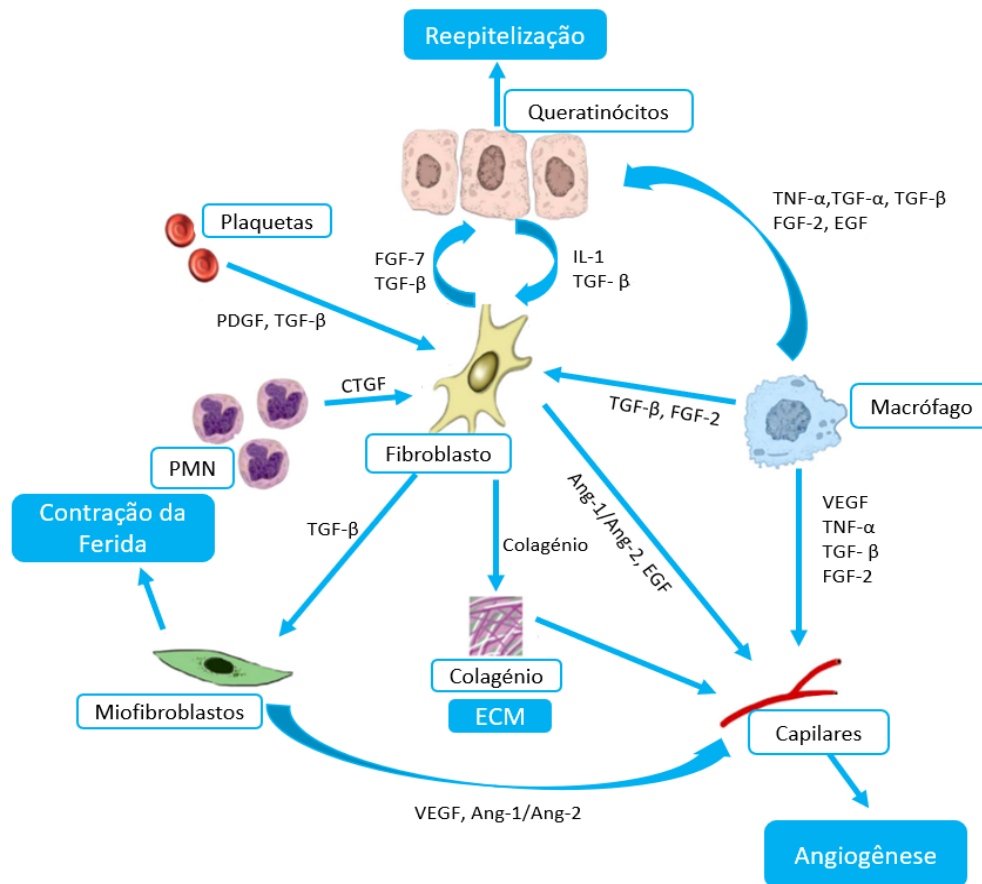 Reepitelização
Queratinócitos
TNF-α,TGF-α, TGF-β
FGF-2, EGF
Plaquetas
FGF-7
TGF-β
IL-1
TGF- β
PDGF, TGF-β
CTGF
TGF-β, FGF-2
Macrófago
Fibroblasto
PMN
Contração da
Ferida
TGF-β
Colagénio
Ang-1/Ang-2, EGF
VEGF
TNF-α
TGF- β
FGF-2
Colagénio
ECM
Miofibroblastos
Capilares
VEGF, Ang-1/Ang-2
Angiogênese